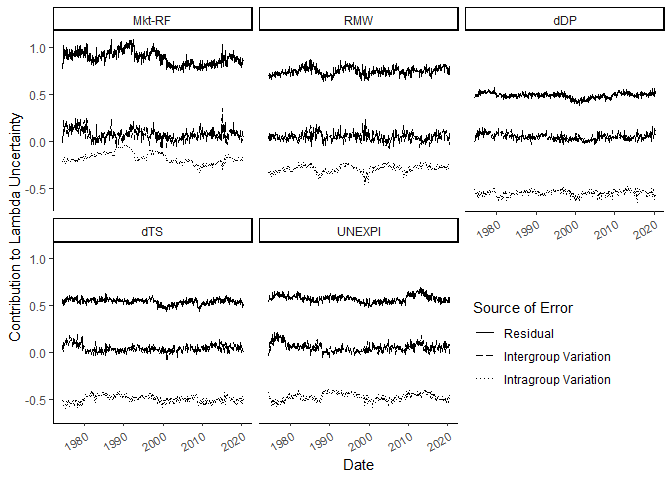 Mkt-RF RMW dDP
1.0
0.5
0.0
-0.5
1980 1990 2000 2010 2020
dTS UNEXPI
1.0
0.5
0.0
-0.5
1980 1990 2000 2010 2020 1980 1990 2000 2010 2020
Contribution to Lambda Uncertainty
Date
Source of Error
Residual
Intergroup Variation
Intragroup Variation